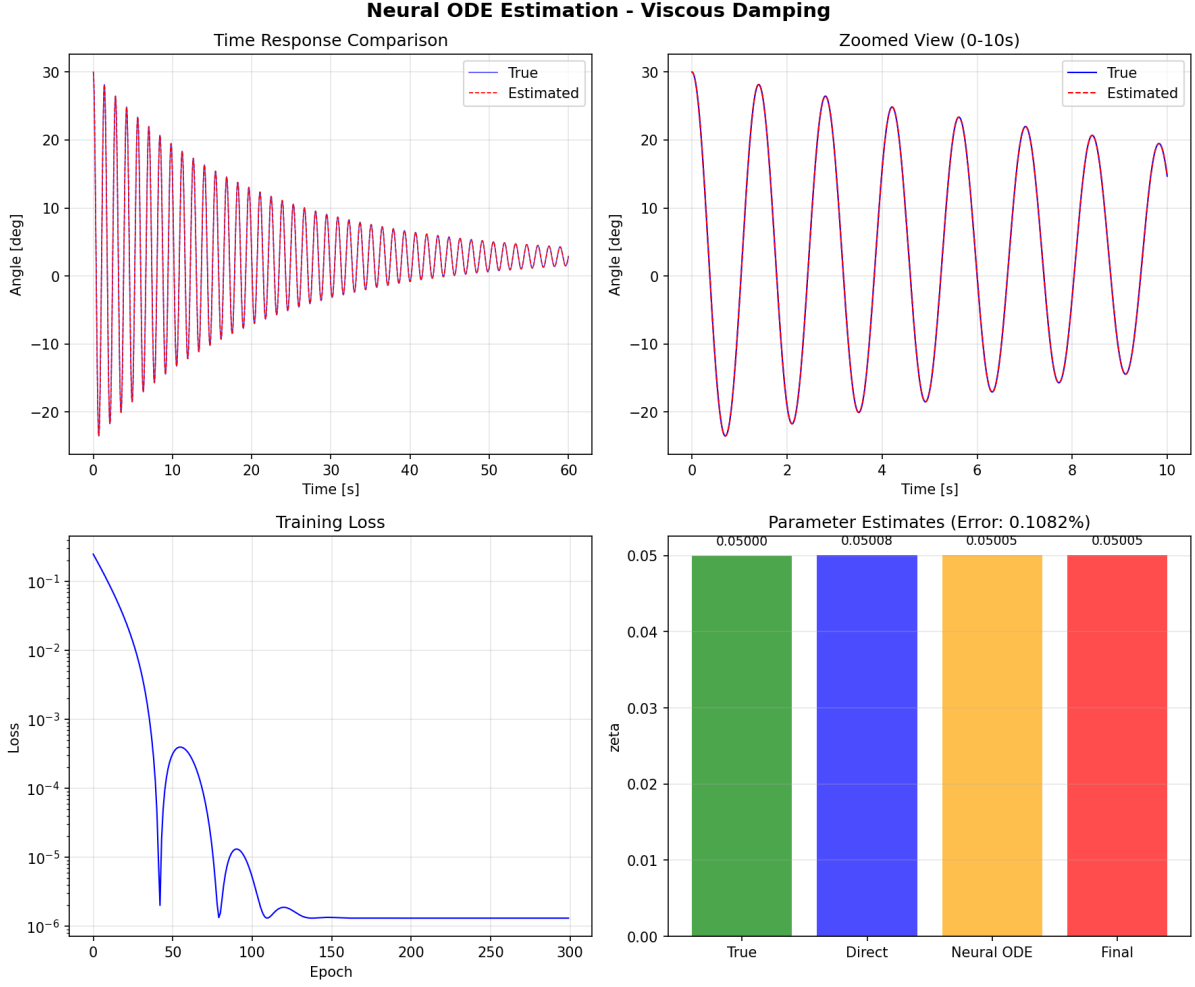 Neural ODE Estimation - Viscous Damping
Time Response Comparison
30
20
10
0
−10
−20
Angle [deg]
True
Estimated
0 10 20 30 40 50 60
Time [s]
Zoomed View (0-10s)
30
20
10
0
−10
−20
Angle [deg]
True
Estimated
0 2 4 6 8 10
Time [s]
Training Loss
10⁻¹
10⁻²
10⁻³
10⁻⁴
10⁻⁵
10⁻⁶
Loss
0 50 100 150 200 250 300
Epoch
Parameter Estimates (Error: 0.1082%)
0.05000 0.05008 0.05005 0.05005
0.05
0.04
0.03
0.02
0.01
0.00
zeta
True Direct Neural ODE Final